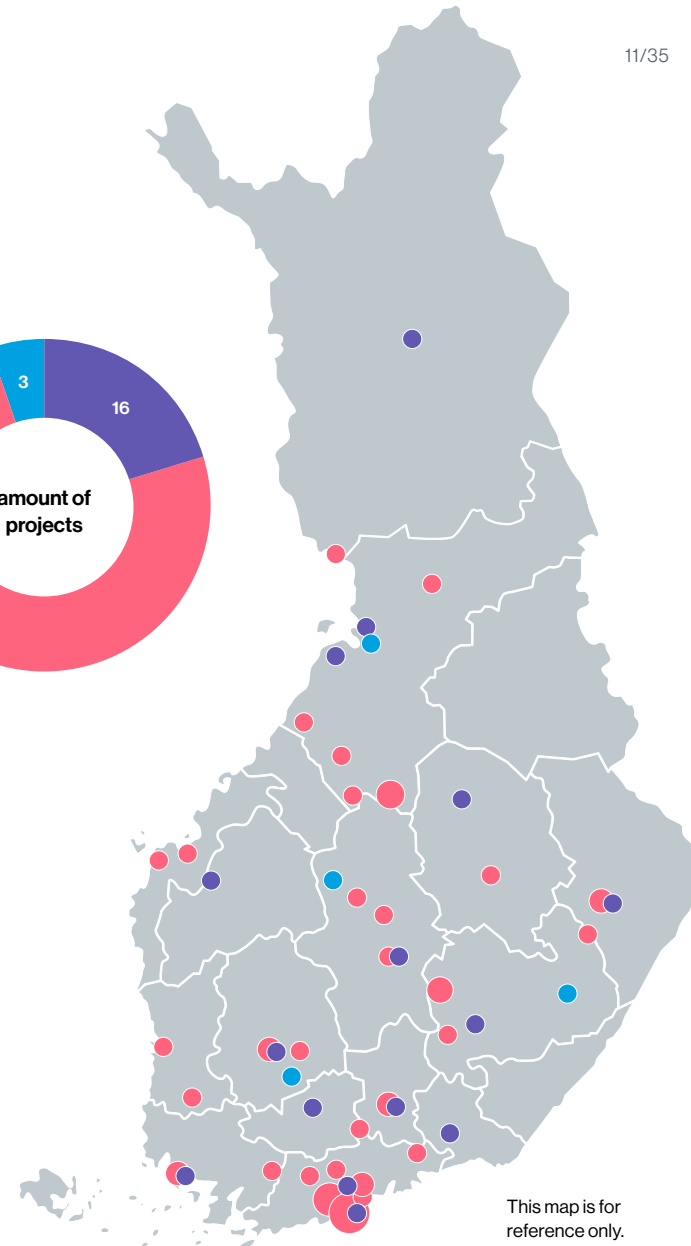 11/35
3
16
amount of
projects
This map is for
reference only.